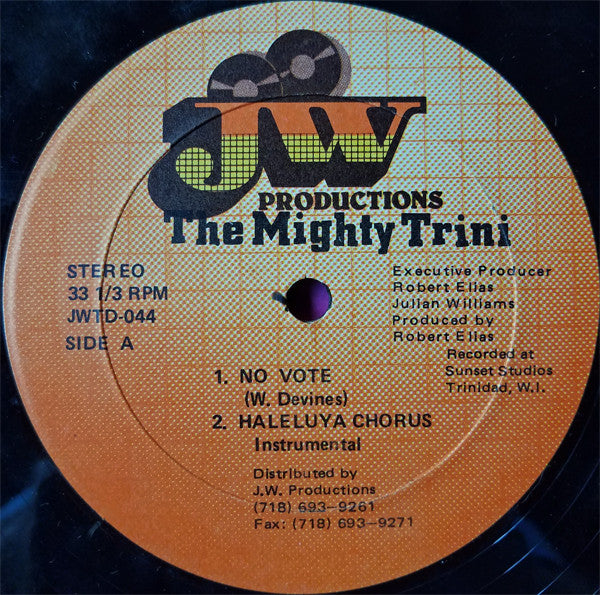 JW
PRODUCTIONS
The Mighty Trini
STEREO
33 1/3 RPM
JWTD-044
SIDE A
Executive Producer
Robert Elias
Julian Williams
Produced by
Robert Elias
Recorded at
Sunset Studios
Trinidad, W.I.
1. NO VOTE
(W. Devines)
2. HALELUYA CHORUS
Instrumental
Distributed by
J.W. Productions
(718) 693-9261
Fax: (718) 693-9271